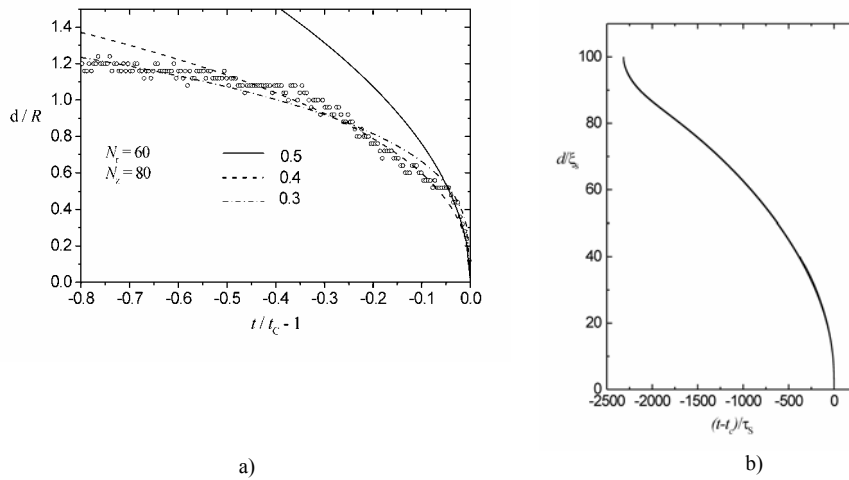 1.4
1.2
1.0
d / R
0.8
0.6
0.4
0.2
0.0
N_r = 60
N_z = 80
0.5
0.4
0.3
-0.8 -0.7 -0.6 -0.5 -0.4 -0.3 -0.2 -0.1 0.0
t / t_C - 1
a)
b)
100
d/ξ_s
80
60
40
20
0
-2500 -2000 -1500 -1000 -500 0
(t-t_c)/τ_S
b)